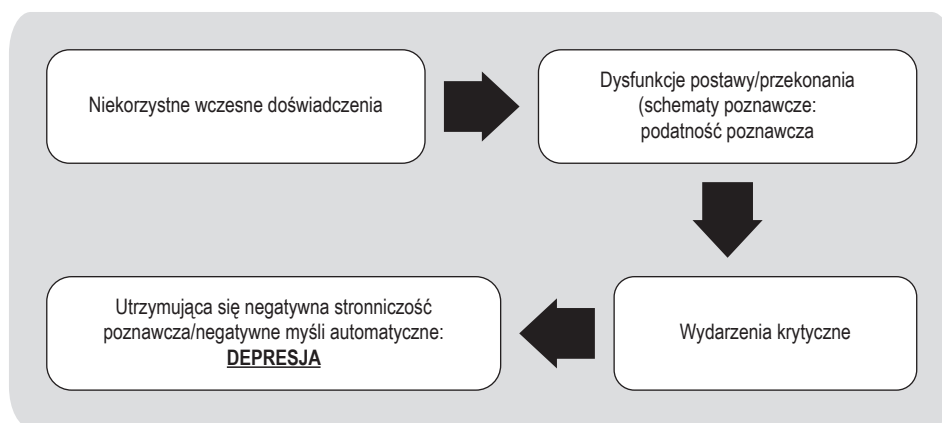 Niekorzystne wczesne doświadczenia
Dysfunkcje postawy/przekonania
(schematy poznawcze:
podatność poznawcza
Wydarzenia krytyczne
Utrzymująca się negatywna stronniczość
poznawcza/negatywne myśli automatyczne:
DEPRESJA